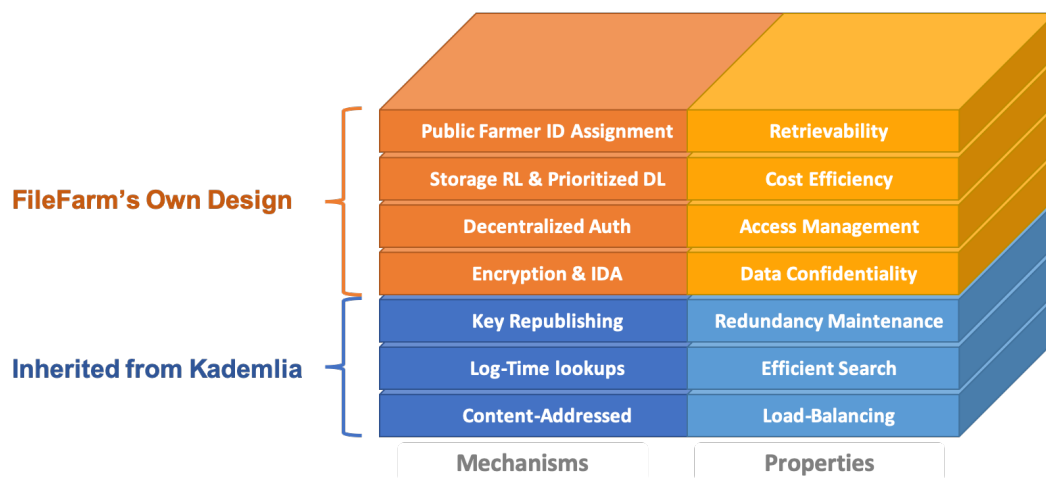 Public Farmer ID Assignment Retrievability
Storage RL & Prioritized DL Cost Efficiency
FileFarm's Own Design
Decentralized Auth Access Management
Encryption & IDA Data Confidentiality
Key Republishing Redundancy Maintenance
Inherited from Kademlia
Log-Time lookups Efficient Search
Content-Addressed Load-Balancing
Mechanisms Properties